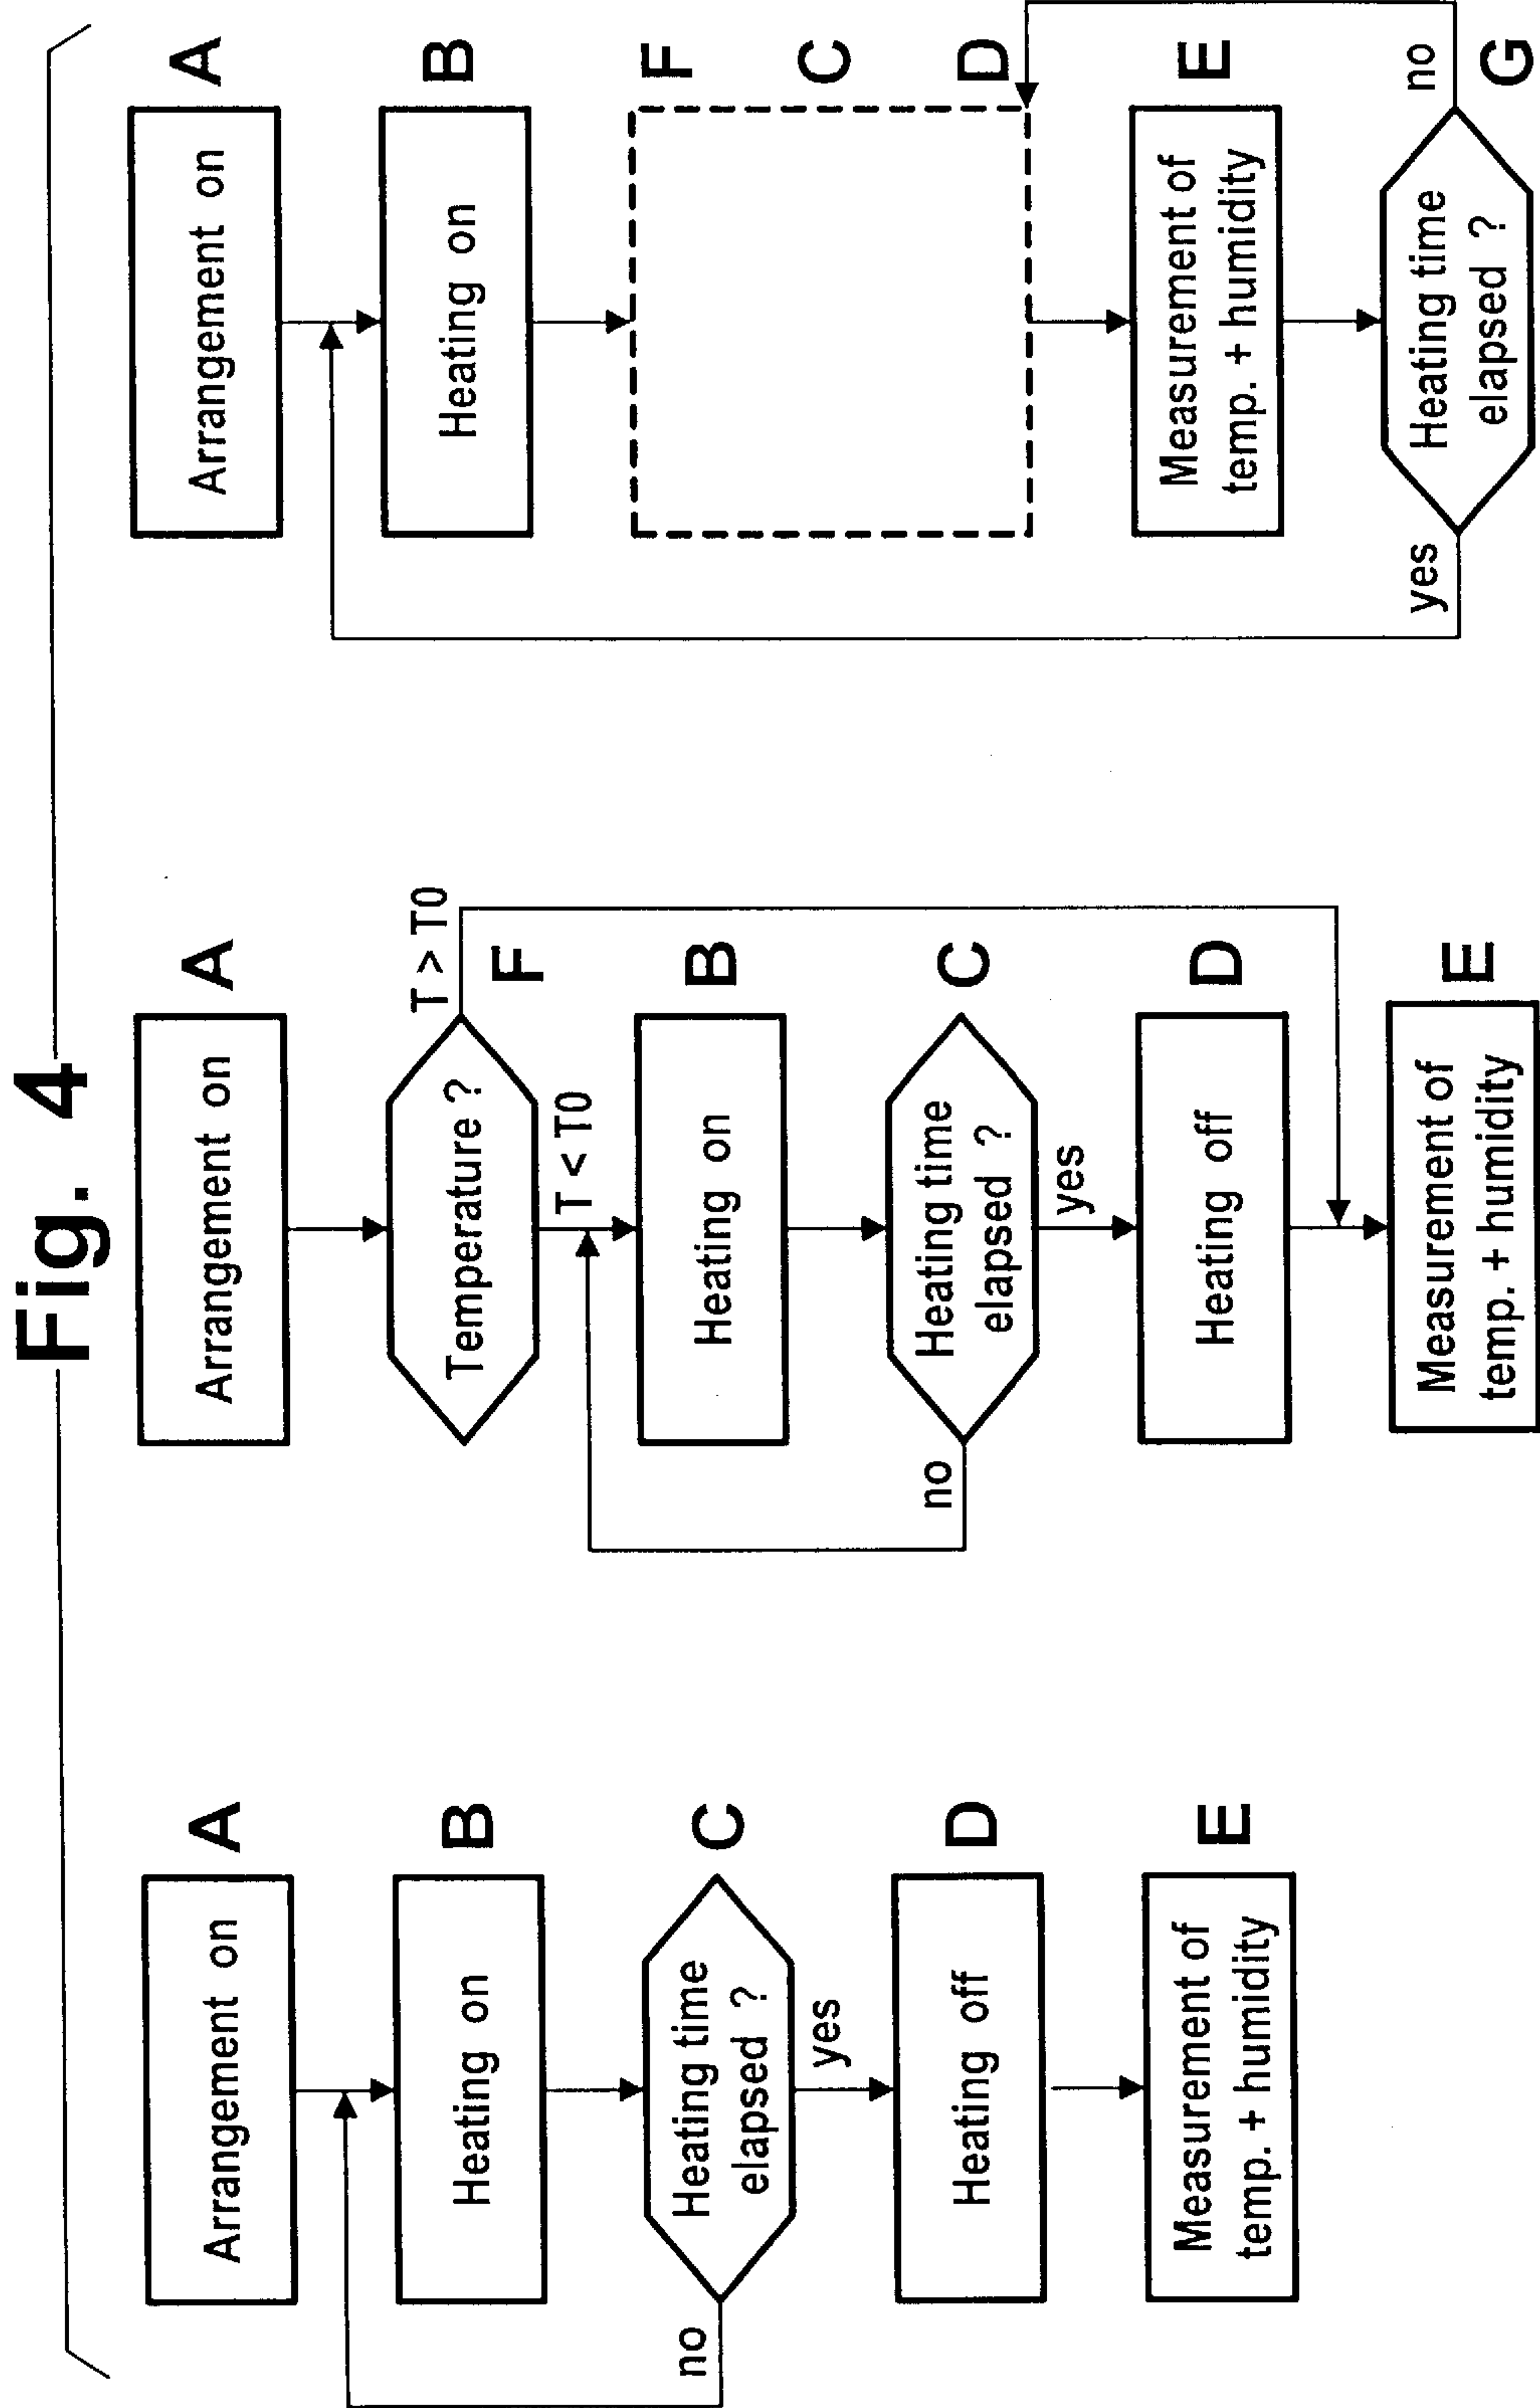 Fig. 4
A
Arrangement on
B
Heating on
C
Heating time
elapsed ?
no
yes
D
Heating off
E
Measurement of
temp. + humidity
A
Arrangement on
F
Temperature ?
T > T0
T < T0
B
Heating on
C
Heating time
elapsed ?
no
yes
D
Heating off
E
Measurement of
temp. + humidity
A
Arrangement on
B
Heating on
F
C
D
E
Measurement of
temp. + humidity
G
Heating time
elapsed ?
yes
no